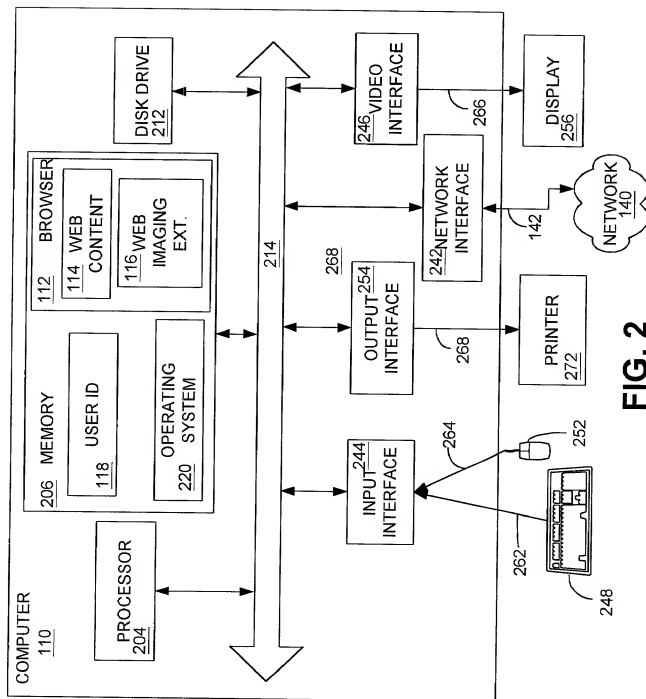 COMPUTER
110
PROCESSOR
204
206 MEMORY
USER ID
118
OPERATING
SYSTEM
220
112 BROWSER
114 WEB
CONTENT
116 WEB
IMAGING
EXT.
DISK DRIVE
212
214
268
244
INPUT
INTERFACE
OUTPUT 254
INTERFACE
242 NETWORK
INTERFACE
246 VIDEO
INTERFACE
264
262
252
248
268
142
266
PRINTER
272
NETWORK
140
DISPLAY
256
FIG. 2